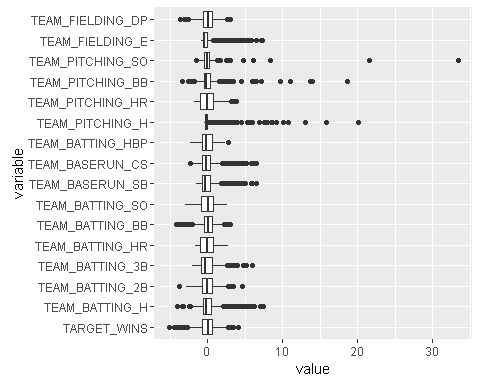 TEAM_FIELDING_DP
TEAM_FIELDING_E
TEAM_PITCHING_SO
TEAM_PITCHING_BB
TEAM_PITCHING_HR
TEAM_PITCHING_H
TEAM_BATTING_HBP
TEAM_BASERUN_CS
TEAM_BASERUN_SB
TEAM_BATTING_SO
TEAM_BATTING_BB
TEAM_BATTING_HR
TEAM_BATTING_3B
TEAM_BATTING_2B
TEAM_BATTING_H
TARGET_WINS
variable
0 10 20 30
value